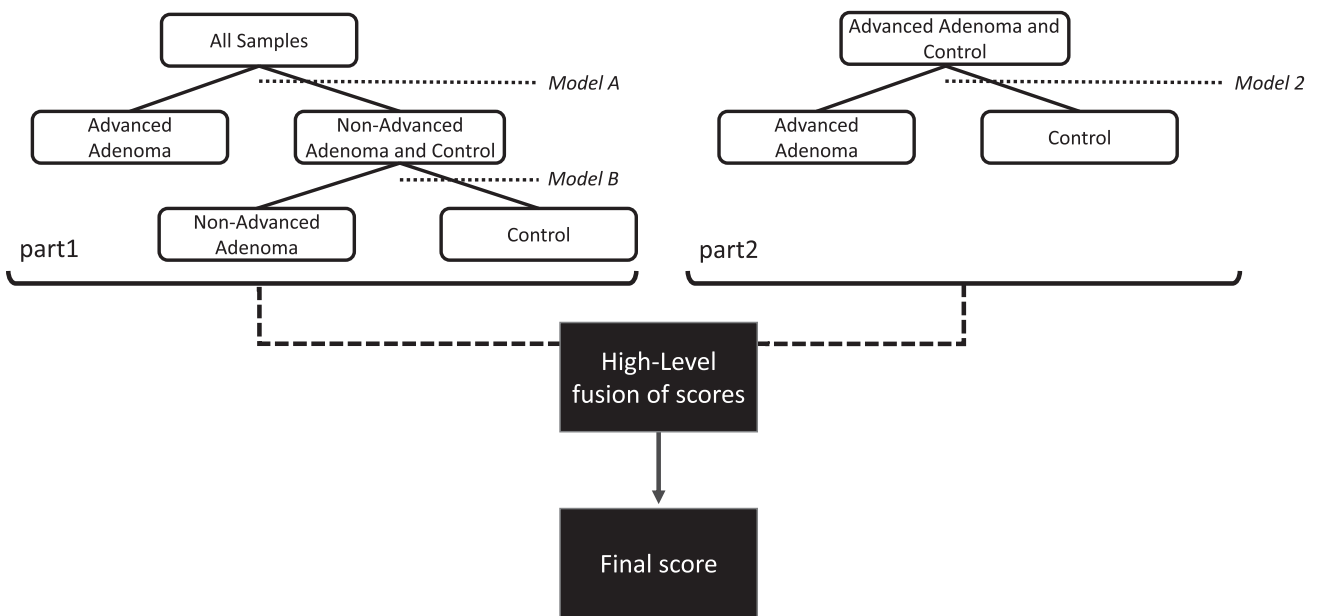 All Samples
Model A
Advanced
Adenoma
Non-Advanced
Adenoma and Control
Model B
Non-Advanced
Adenoma
Control
part1
Advanced Adenoma and
Control
Model 2
Advanced
Adenoma
Control
part2
High-Level
fusion of scores
Final score